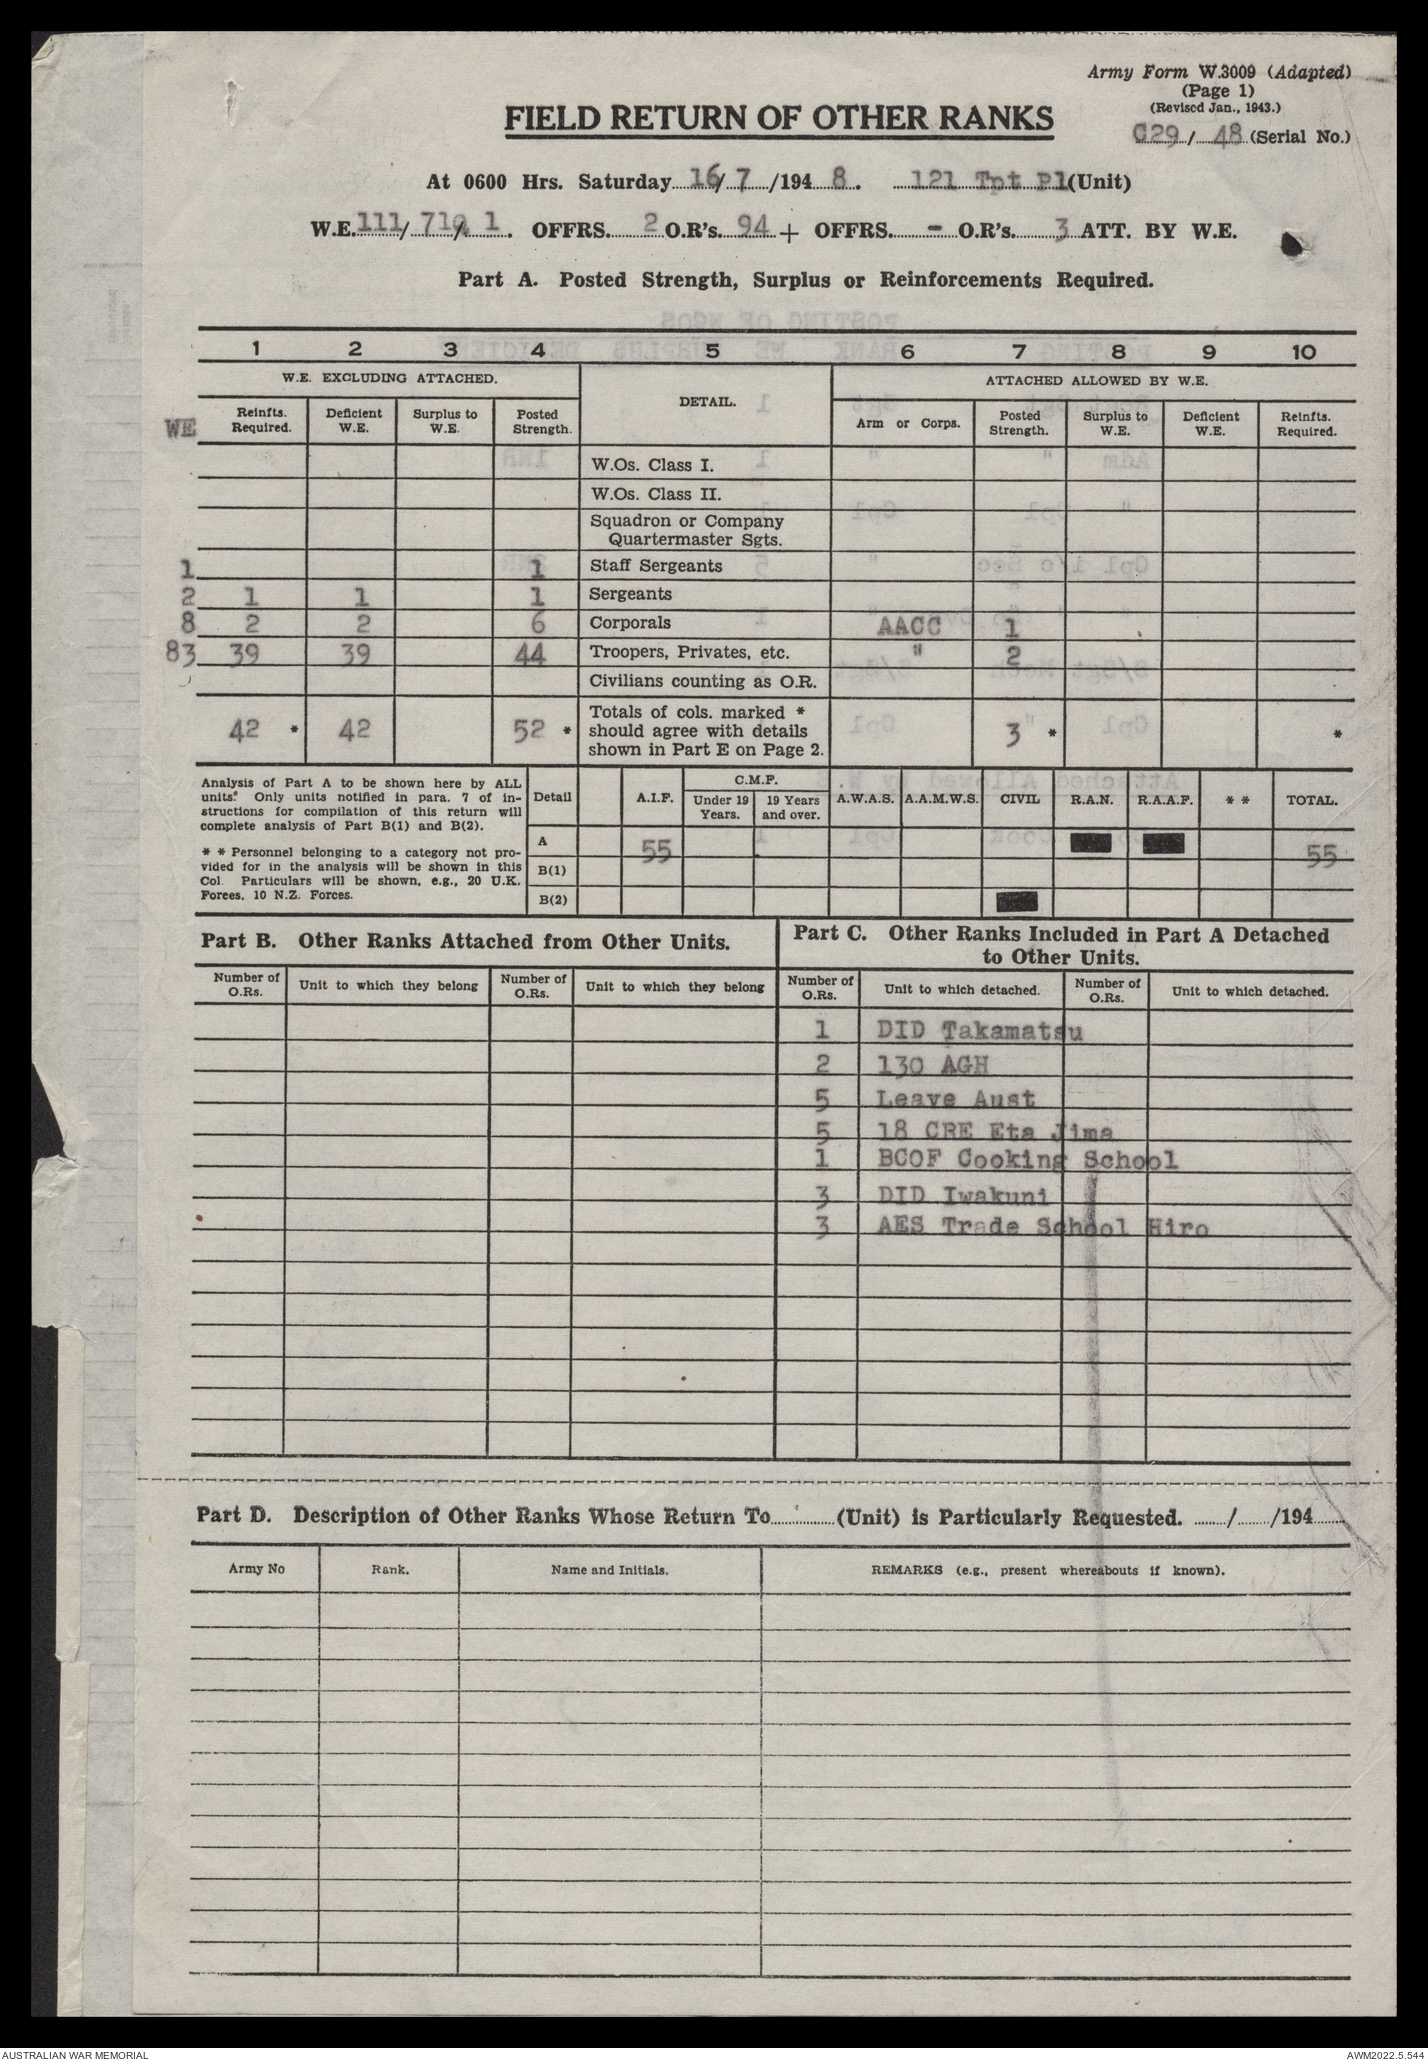 Army Form W.3009 (Adapted)
(Page 1)
(Revised Jan., 1943.)
FIELD RETURN OF OTHER RANKS
C29/ 48 (Serial No.)
At 0600 Hrs. Saturday 16/ 7 /194 8. 121 Tpt Pl(Unit)
W.E. 111/ 71Q/ 1. OFFRS. 2 O.R's. 94 + OFFRS. - O.R's. 3 ATT. BY W.E.
Part A. Posted Strength, Surplus or Reinforcements Required.
1 2 3 4 5 6 7 8 9 10
W.E. EXCLUDING ATTACHED. DETAIL. ATTACHED ALLOWED BY W.E.
WE Reinfts. Required. Deficient W.E. Surplus to W.E. Posted Strength. Arm or Corps. Posted Strength. Surplus to W.E. Deficient W.E. Reinfts. Required.
W.Os. Class I.
W.Os. Class II.
Squadron or Company
Quartermaster Sgts.
1 1 Staff Sergeants
2 1 1 1 Sergeants
8 2 2 6 Corporals AACC 1
83 39 39 44 Troopers, Privates, etc. " 2
Civilians counting as O.R.
42 * 42 52 * Totals of cols. marked * should agree with details shown in Part E on Page 2. 3 * *
Analysis of Part A to be shown here by ALL
units. Only units notified in para. 7 of in-
structions for compilation of this return will
complete analysis of Part B(1) and B(2).
* * Personnel belonging to a category not pro-
vided for in the analysis will be shown in this
Col. Particulars will be shown, e.g., 20 U.K.
Forces, 10 N.Z. Forces.
C.M.F.
Detail A.I.F. Under 19 Years. 19 Years and over. A.W.A.S. A.A.M.W.S. CIVIL R.A.N. R.A.A.F. * * TOTAL.
A 55 55
B(1)
B(2)
Part B. Other Ranks Attached from Other Units.
Number of O.Rs. Unit to which they belong Number of O.Rs. Unit to which they belong
Part C. Other Ranks Included in Part A Detached
to Other Units.
Number of O.Rs. Unit to which detached. Number of O.Rs. Unit to which detached.
1 DID Takamatsu
2 130 AGH
5 Leave Aust
5 18 CRE Eta Jima
1 BCOF Cooking School
3 DID Iwakuni
3 AES Trade School Hiro
Part D. Description of Other Ranks Whose Return To (Unit) is Particularly Requested. / /194
Army No Rank. Name and Initials. REMARKS (e.g., present whereabouts if known).
AUSTRALIAN WAR MEMORIAL AWM2022.5.544